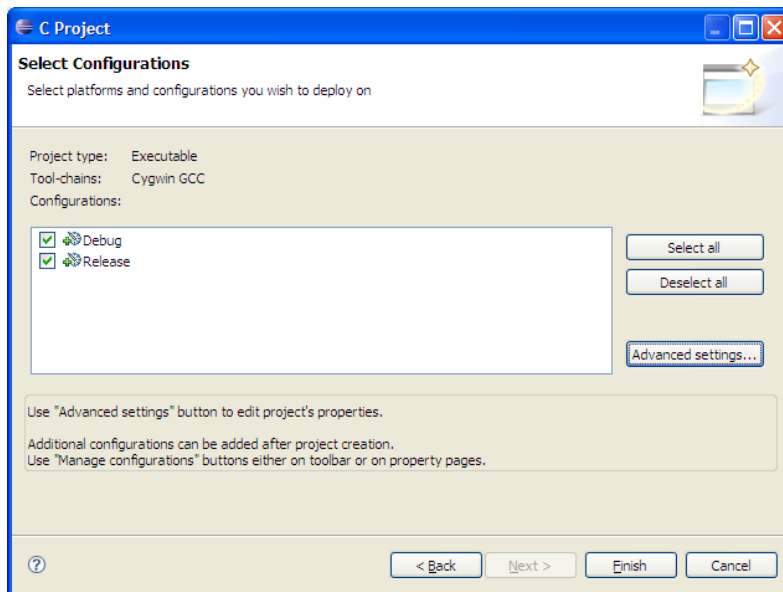 C Project
Select Configurations
Select platforms and configurations you wish to deploy on
Project type: Executable
Tool-chains: Cygwin GCC
Configurations:
Debug
Release
Select all
Deselect all
Advanced settings...
Use "Advanced settings" button to edit project's properties.
Additional configurations can be added after project creation.
Use "Manage configurations" buttons either on toolbar or on property pages.
?
< Back
Next >
Finish
Cancel